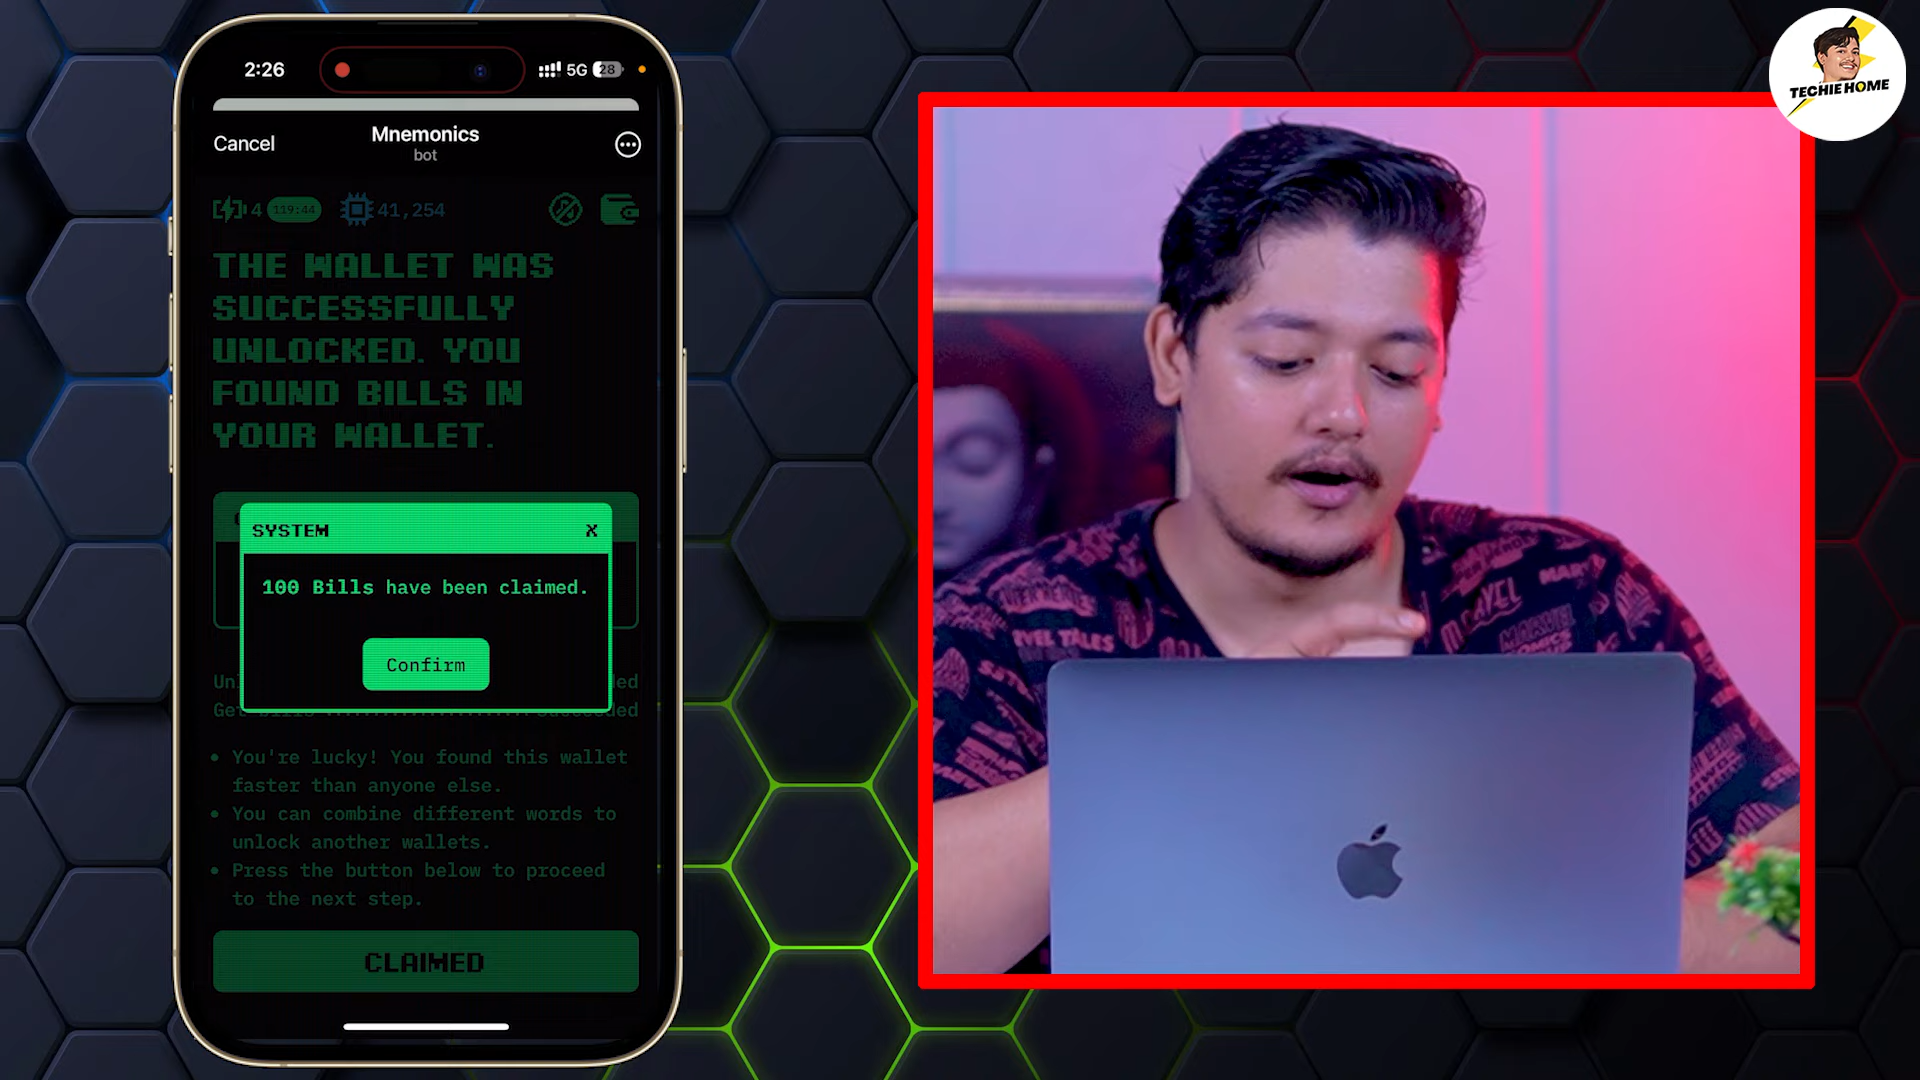 2:26
5G 28
Cancel
Mnemonics
bot
4 119:44 41,254
THE WALLET WAS
SUCCESSFULLY
UNLOCKED. YOU
FOUND BILLS IN
YOUR WALLET.
SYSTEM X
100 Bills have been claimed.
Confirm
You're lucky! You found this wallet
faster than anyone else.
You can combine different words to
unlock another wallets.
Press the button below to proceed
to the next step.
CLAIMED
TECHIE HOME
MARVEL
MARVEL